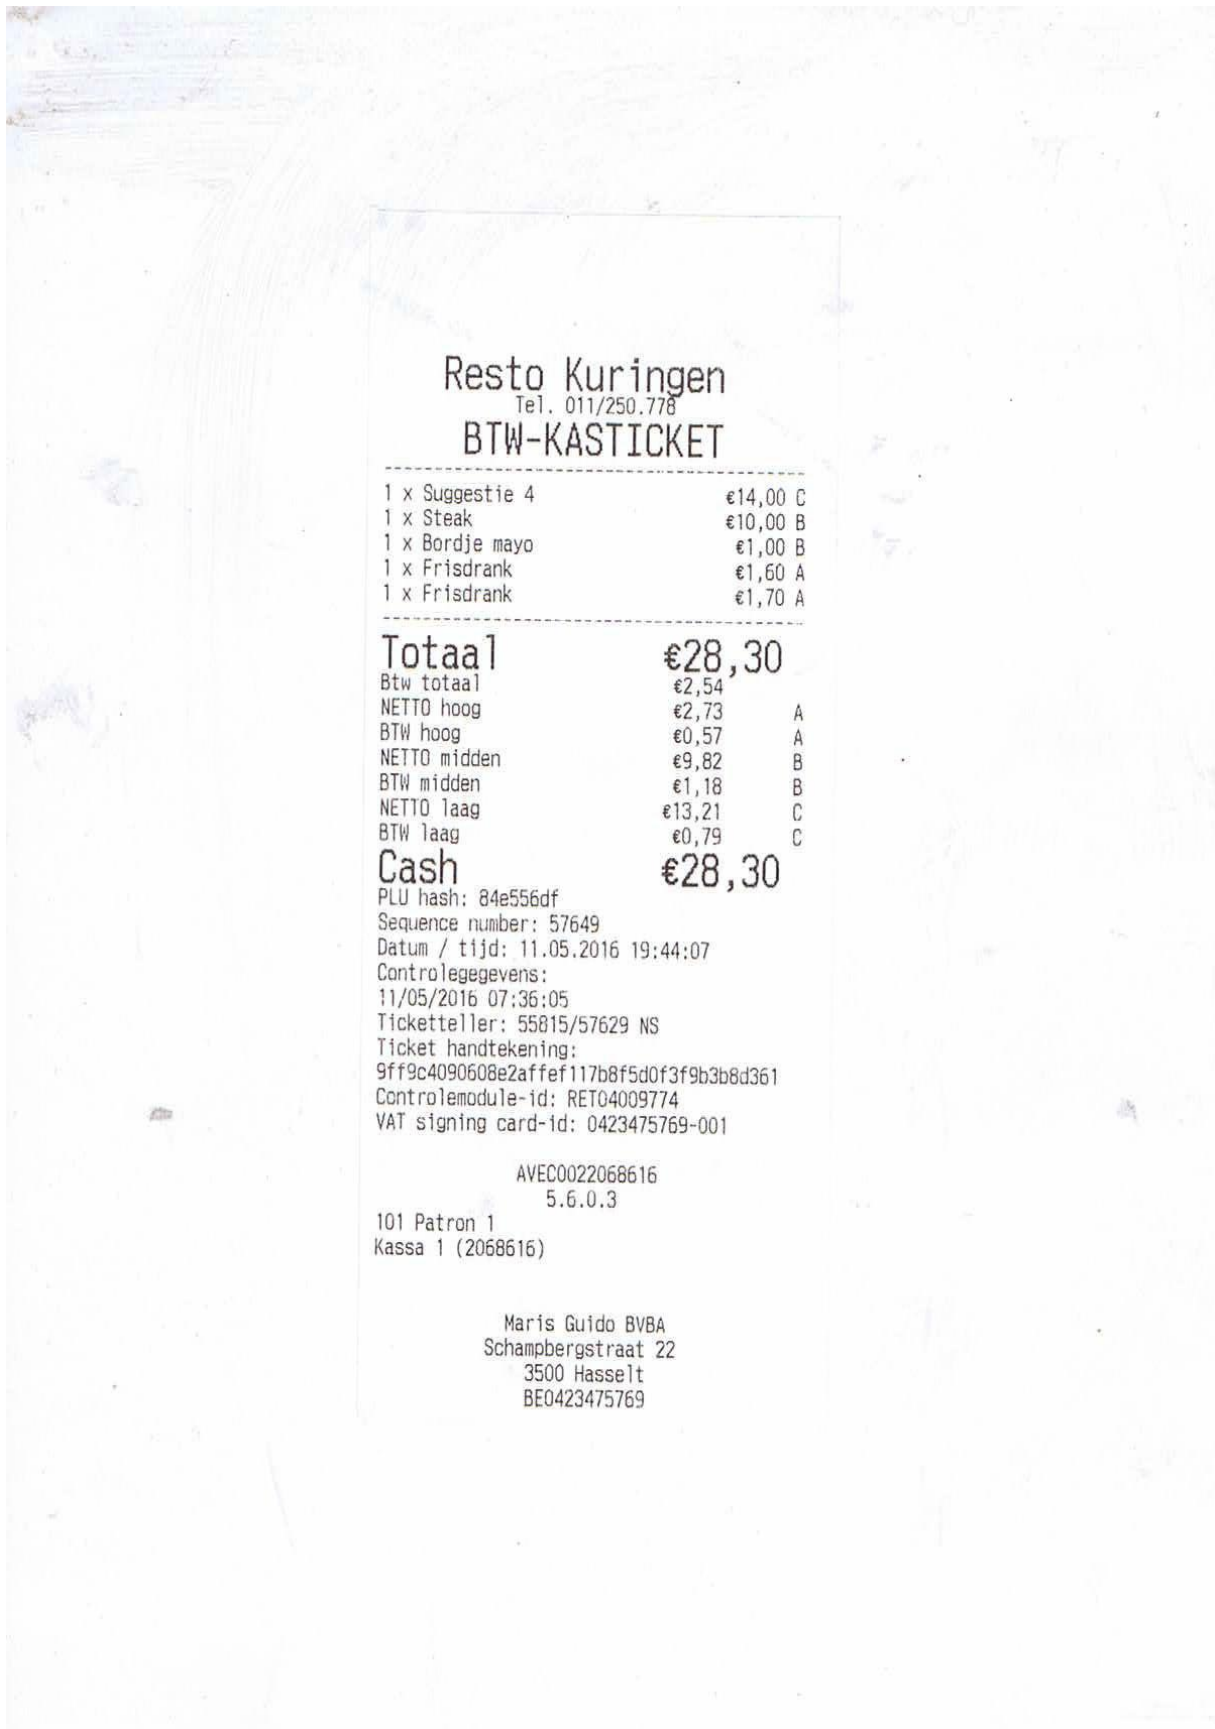 Resto Kuringen
Tel. 011/250.778
BTW-KASTICKET
1 x Suggestie 4 €14,00 C
1 x Steak €10,00 B
1 x Bordje mayo €1,00 B
1 x Frisdrank €1,60 A
1 x Frisdrank €1,70 A
Totaal €28,30
Btw totaal €2,54
NETTO hoog €2,73 A
BTW hoog €0,57 A
NETTO midden €9,82 B
BTW midden €1,18 B
NETTO laag €13,21 C
BTW laag €0,79 C
Cash €28,30
PLU hash: 84e556df
Sequence number: 57649
Datum / tijd: 11.05.2016 19:44:07
Controlegegevens:
11/05/2016 07:36:05
Ticketteller: 55815/57629 NS
Ticket handtekening:
9ff9c4090608e2affef117b8f5d0f3f9b3b8d361
Controlemodule-id: RET04009774
VAT signing card-id: 0423475769-001
AVEC0022068616
5.6.0.3
101 Patron 1
Kassa 1 (2068616)
Maris Guido BVBA
Schampbergstraat 22
3500 Hasselt
BE0423475769